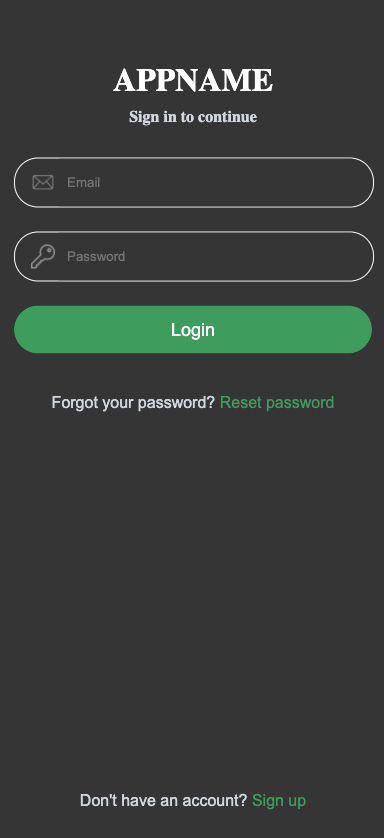 APPNAME
Sign in to continue
Email
Password
Login
Forgot your password? Reset password
Don't have an account? Sign up